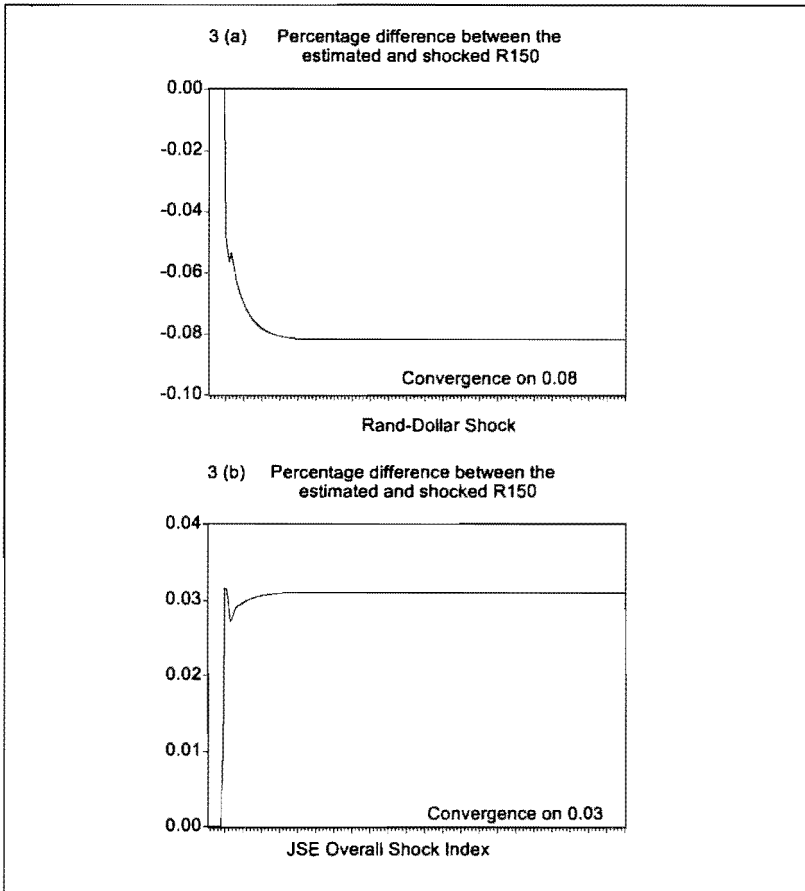 3 (a) Percentage difference between the
estimated and shocked R150
0.00
-0.02
-0.04
-0.06
-0.08
-0.10
Convergence on 0.08
Rand-Dollar Shock
3 (b) Percentage difference between the
estimated and shocked R150
0.04
0.03
0.02
0.01
0.00
Convergence on 0.03
JSE Overall Shock Index